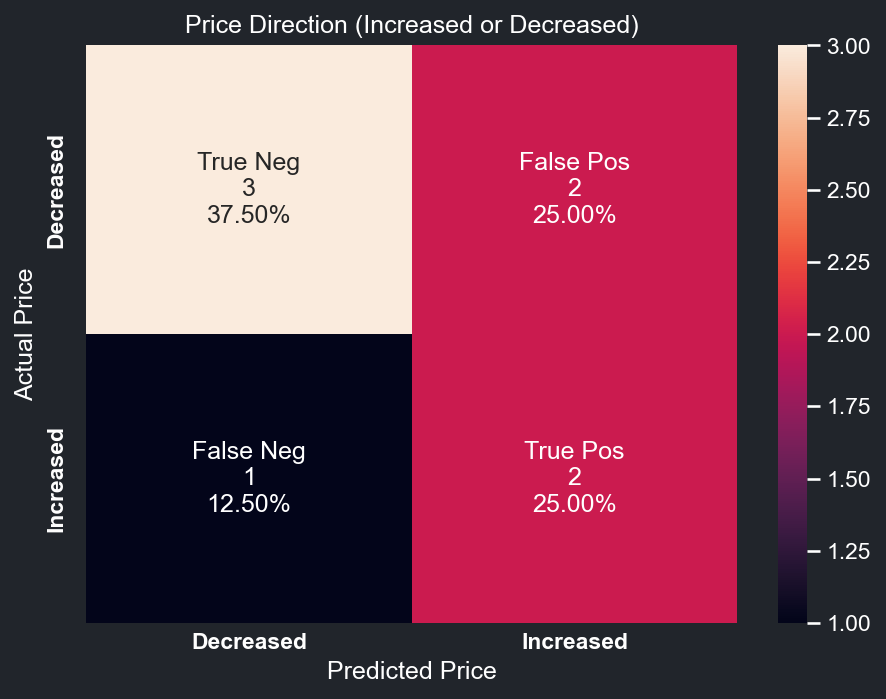 Price Direction (Increased or Decreased)
Actual Price
Decreased
Increased
True Neg
3
37.50%
False Pos
2
25.00%
False Neg
1
12.50%
True Pos
2
25.00%
Decreased
Increased
Predicted Price
3.00
2.75
2.50
2.25
2.00
1.75
1.50
1.25
1.00